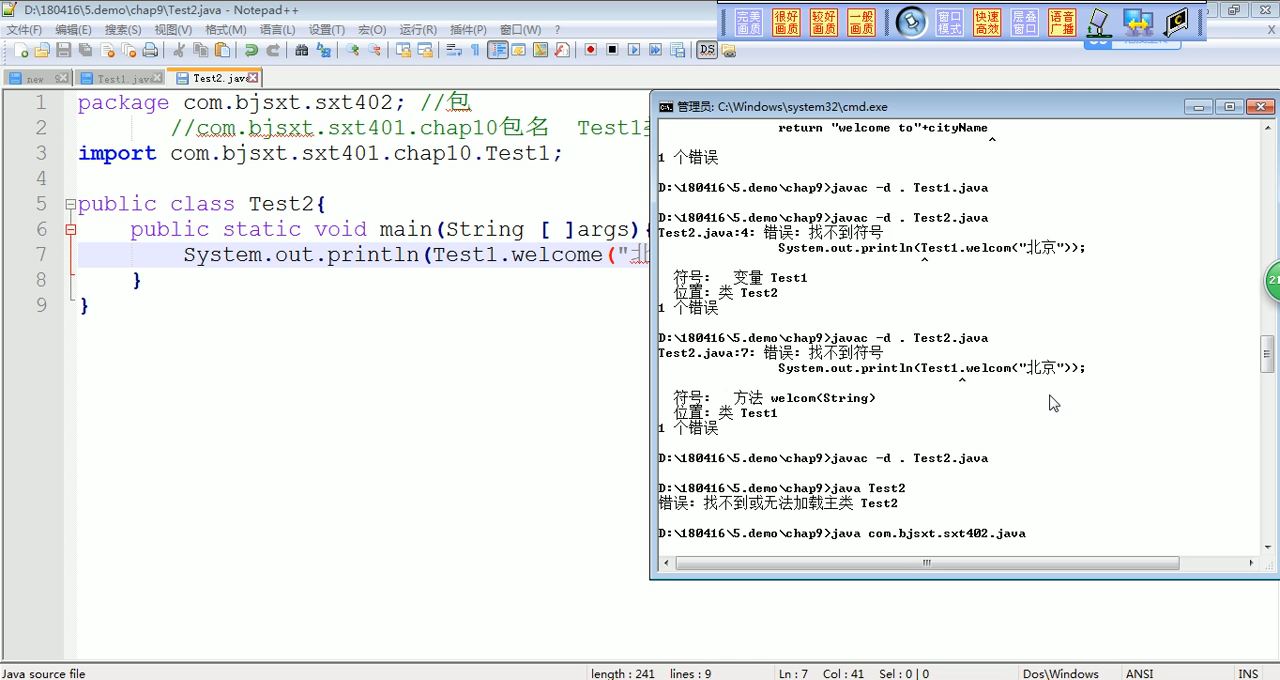 D:\180416\5.demo\chap9\Test2.java - Notepad++
文件(F) 编辑(E) 搜索(S) 视图(V) 格式(M) 语言(L) 设置(T) 宏(O) 运行(R) 插件(P) 窗口(W) ?
X
完美画质 很好画质 较好画质 一般画质 窗口模式 快速高效 层叠窗口 语音广播
new Test1.java Test2.java
1 package com.bjsxt.sxt402; //包
2 //com.bjsxt.sxt401.chap10包名 Test1
3 import com.bjsxt.sxt401.chap10.Test1;
4
5 public class Test2{
6 public static void main(String [ ]args){
7 System.out.println(Test1.welcome("北
8 }
9 }
管理员: C:\Windows\system32\cmd.exe
return "welcome to"+cityName
^
1 个错误
D:\180416\5.demo\chap9>javac -d . Test1.java
D:\180416\5.demo\chap9>javac -d . Test2.java
Test2.java:4: 错误: 找不到符号
System.out.println(Test1.welcom("北京"));
^
符号: 变量 Test1
位置: 类 Test2
1 个错误
D:\180416\5.demo\chap9>javac -d . Test2.java
Test2.java:7: 错误: 找不到符号
System.out.println(Test1.welcom("北京"));
^
符号: 方法 welcom(String)
位置: 类 Test1
1 个错误
D:\180416\5.demo\chap9>javac -d . Test2.java
D:\180416\5.demo\chap9>java Test2
错误: 找不到或无法加载主类 Test2
D:\180416\5.demo\chap9>java com.bjsxt.sxt402.java
21
Java source file length : 241 lines : 9 Ln : 7 Col : 41 Sel : 0 | 0 Dos\Windows ANSI INS